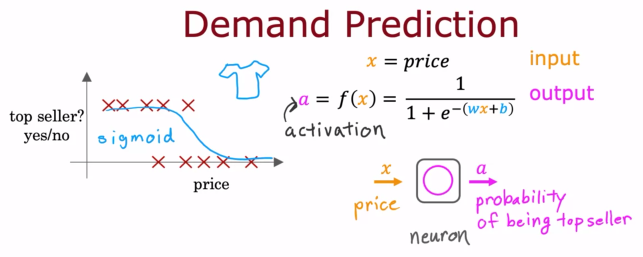 Demand Prediction
x = price input
a = f(x) = 1 / 1 + e^-(wx+b) output
activation
top seller?
yes/no
sigmoid
price
x a
price
probability
of being top seller
neuron